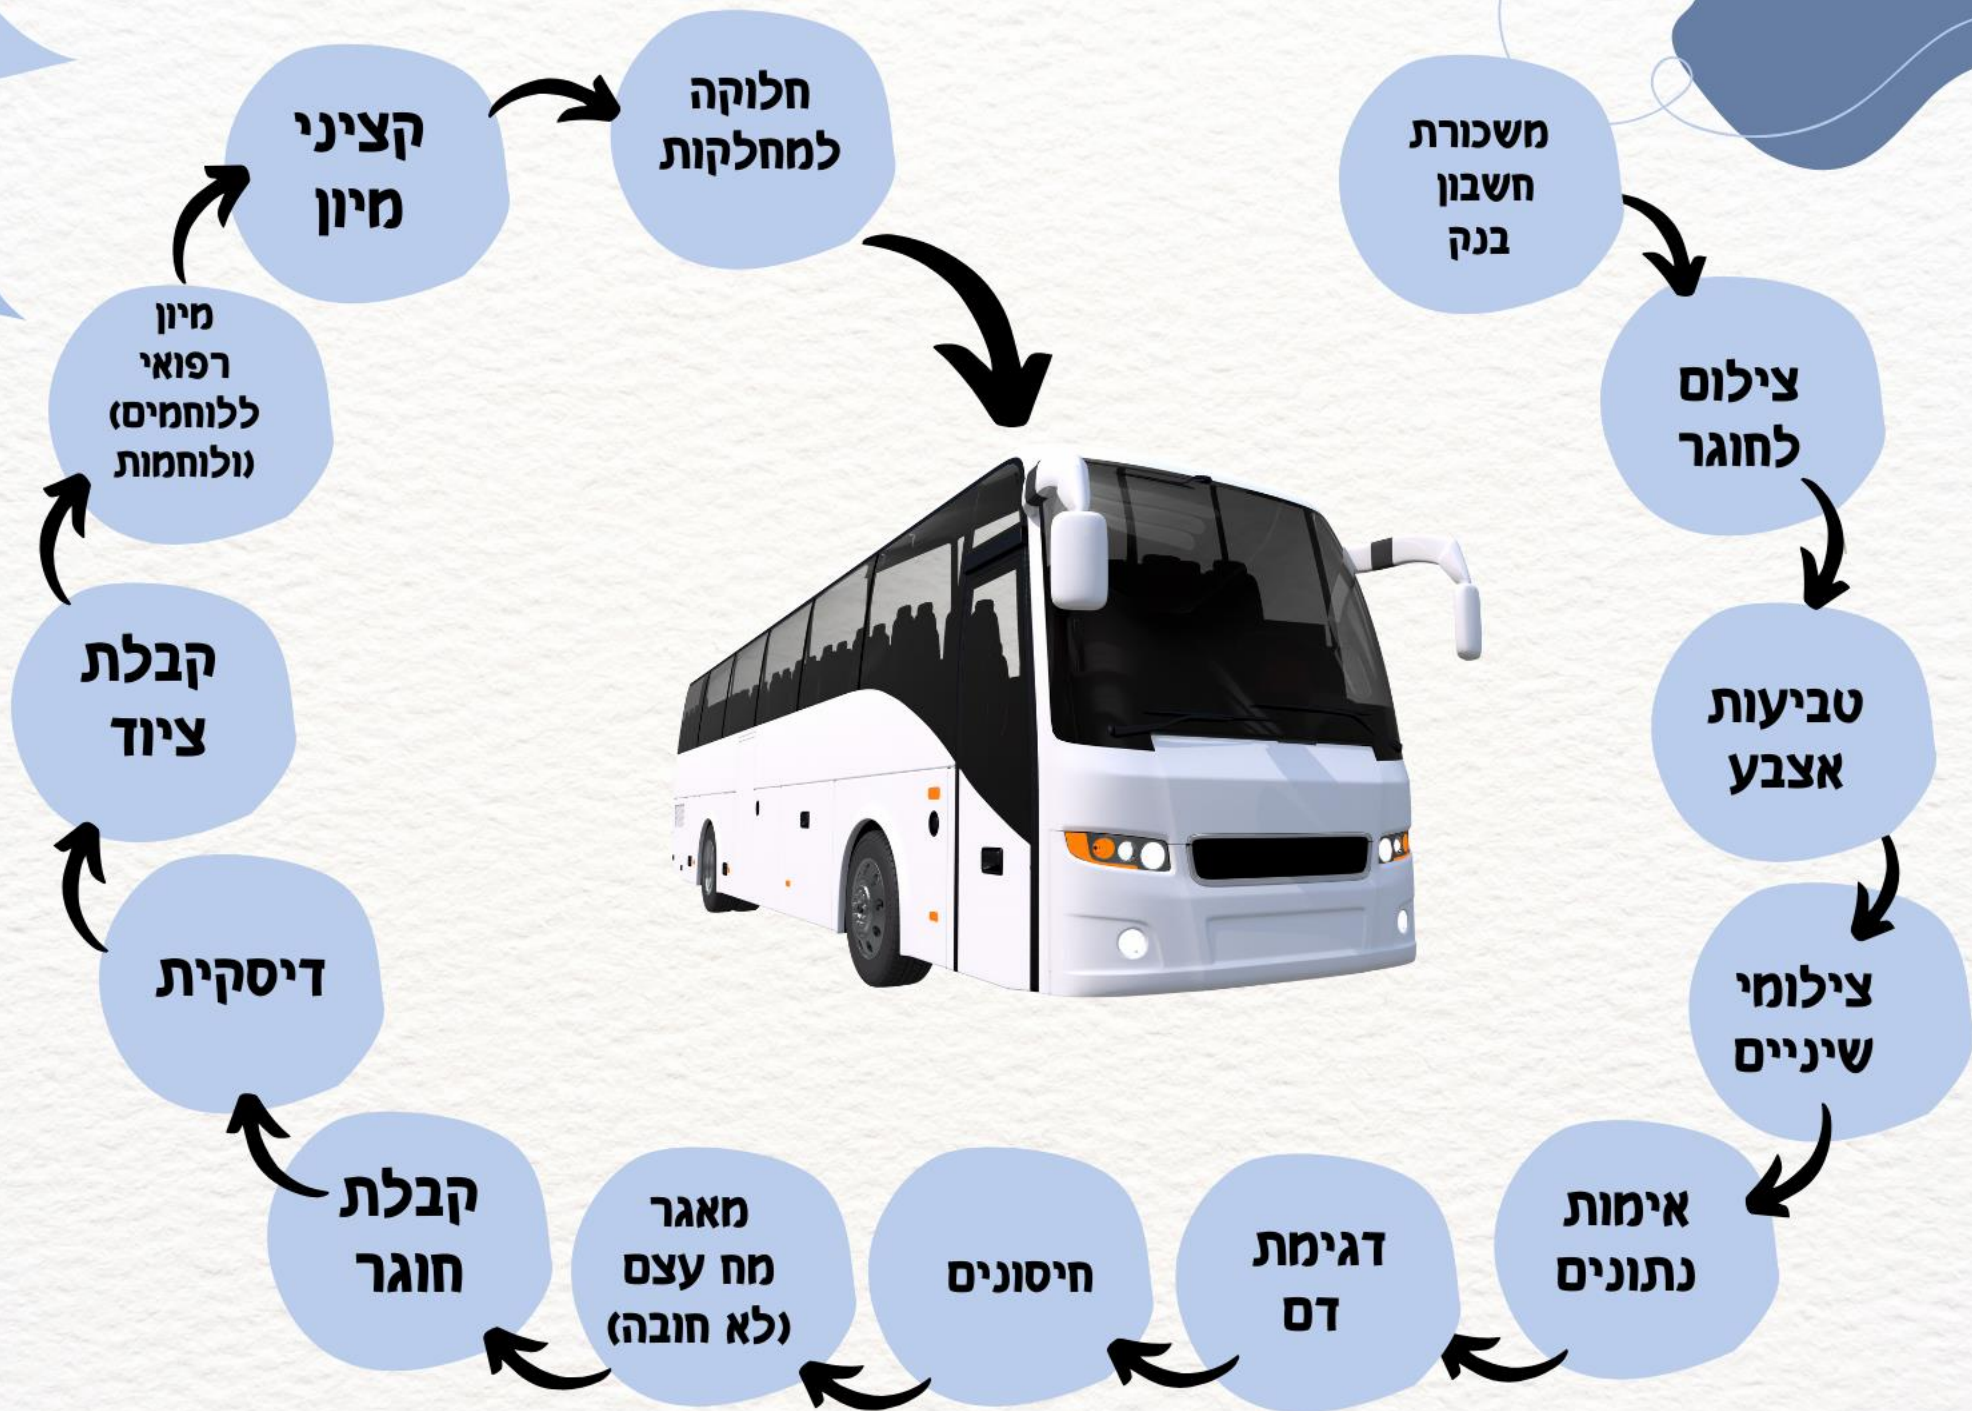 משכורת
חשבון
בנק
צילום
לחוגר
טביעות
אצבע
צילומי
שיניים
אימות
נתונים
דגימת
דם
חיסונים
מאגר
מח עצם
(לא חובה)
קבלת
חוגר
דיסקית
קבלת
ציוד
מיון
רפואי
ללוחמים)
(ולוחמות
קציני
מיון
חלוקה
למחלקות